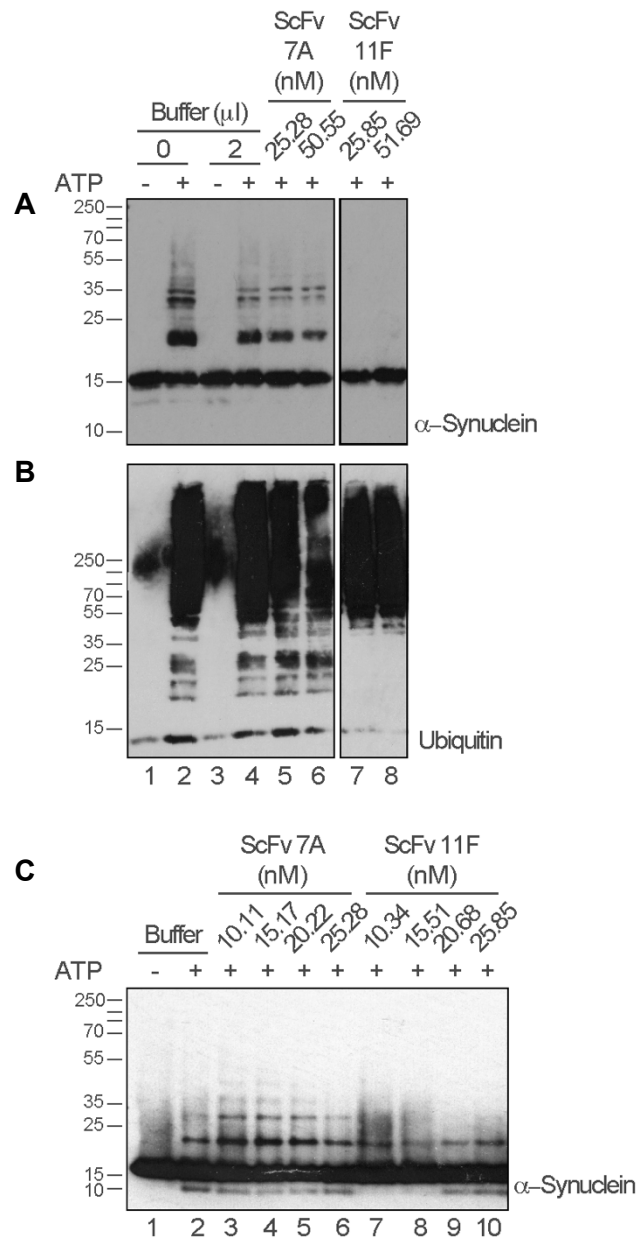 ScFv ScFv
7A 11F
(nM) (nM)
Buffer (μl) 25.28 50.55 25.85 51.69
0 2
ATP - + - + + + + +
A
250
70
55
35
25
15
10
α–Synuclein
B
250
70
55
35
25
15
Ubiquitin
1 2 3 4 5 6 7 8
C
ScFv 7A ScFv 11F
(nM) (nM)
Buffer 10.11 15.17 20.22 25.28 10.34 15.51 20.68 25.85
ATP - + + + + + + + + +
250
70
55
35
25
15
10
α–Synuclein
1 2 3 4 5 6 7 8 9 10